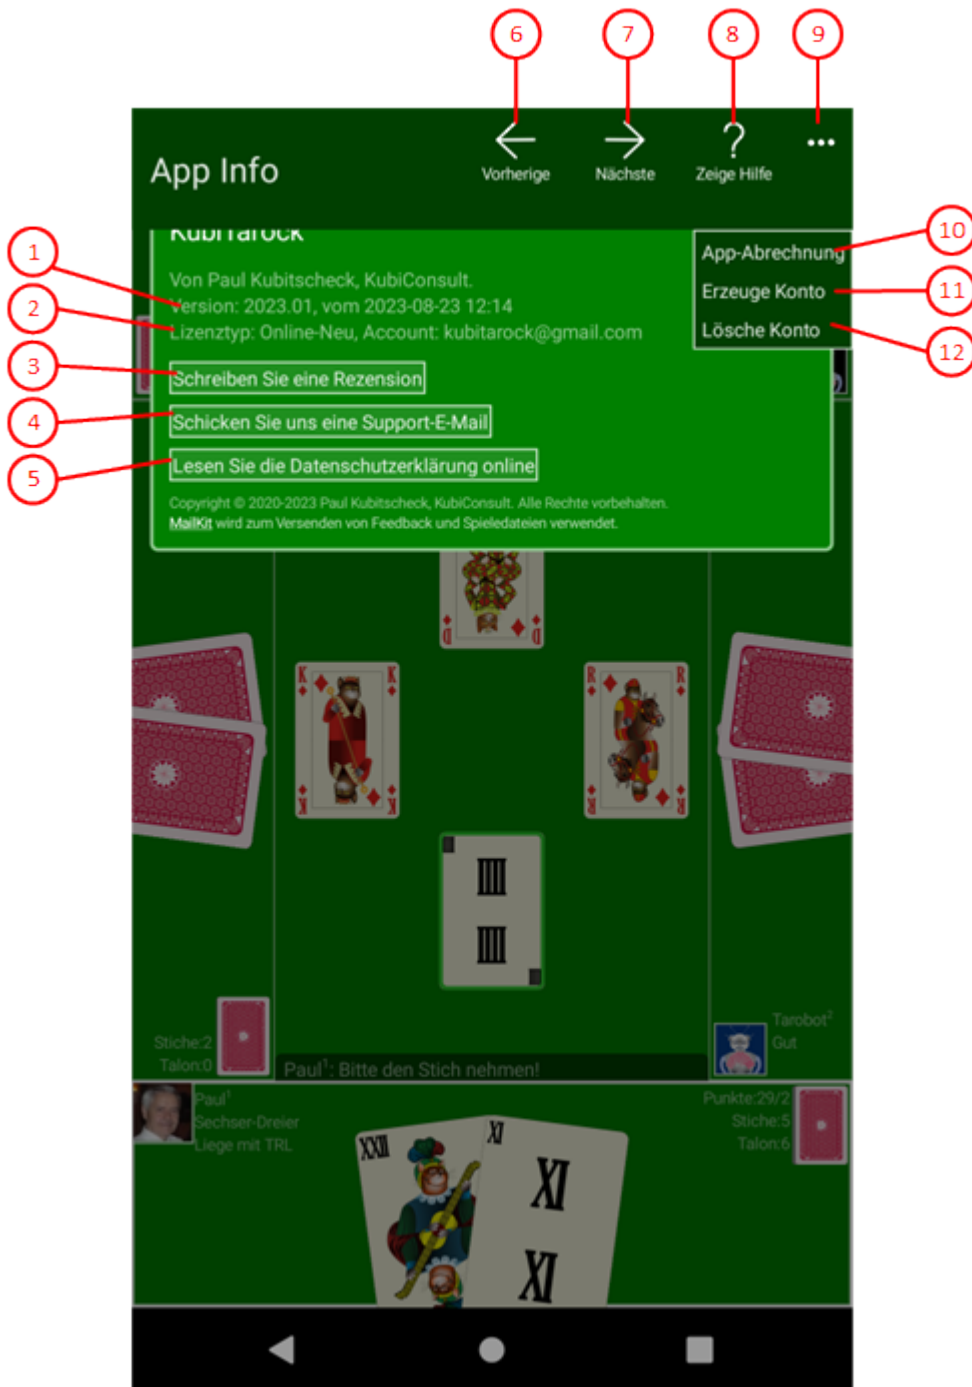 6 7 8 9
App Info
Vorherige Nächste Zeige Hilfe
KubiTarock
1
Von Paul Kubitscheck, KubiConsult.
2
Version: 2023.01, vom 2023-08-23 12:14
Lizenztyp: Online-Neu, Account: kubitarock@gmail.com
3
Schreiben Sie eine Rezension
4
Schicken Sie uns eine Support-E-Mail
5
Lesen Sie die Datenschutzerklärung online
Copyright © 2020-2023 Paul Kubitscheck, KubiConsult. Alle Rechte vorbehalten.
MailKit wird zum Versenden von Feedback und Spieledateien verwendet.
App-Abrechnung
10
Erzeuge Konto
11
Lösche Konto
12
D D
K K
K K
R R
R R
IIII
IIII
Stiche:2
Talon:0
Tarobot²
Gut
Paul¹: Bitte den Stich nehmen!
Paul¹
Sechser-Dreier
Liege mit TRL
Punkte:29/2
Stiche:5
Talon:6
XXII
XI
XI
XI